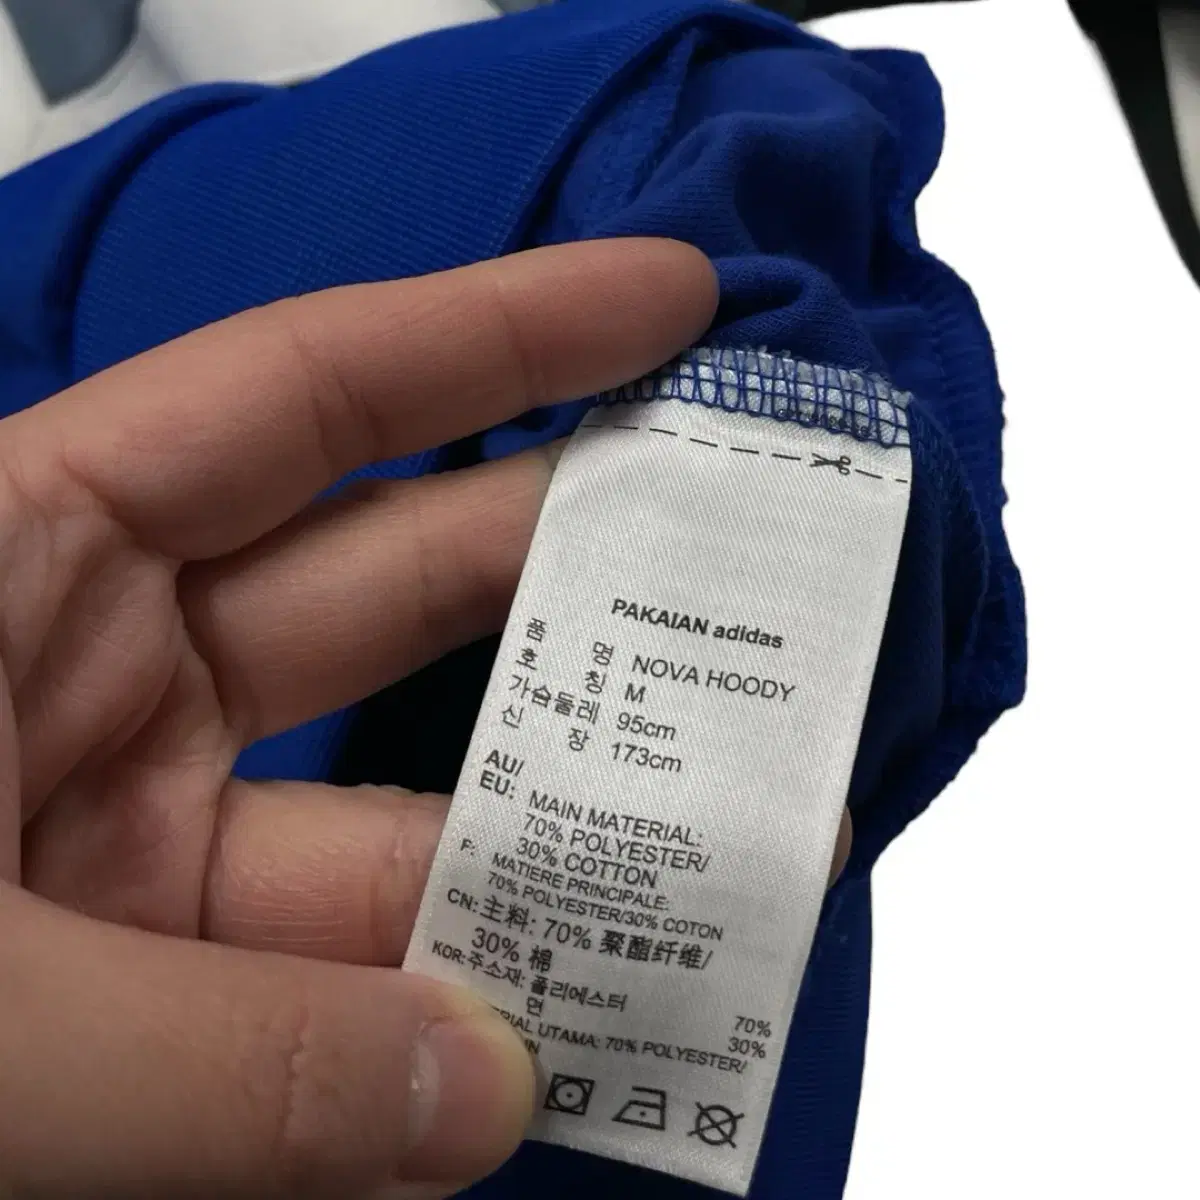 PAKAIAN adidas
품 명 NOVA HOODY
호 칭 M
가슴둘레 95cm
신 장 173cm
AU/
EU: MAIN MATERIAL:
70% POLYESTER/
30% COTTON
F: MATIERE PRINCIPALE:
70% POLYESTER/30% COTON
CN: 主料: 70% 聚酯纤维/
30% 棉
KOR: 주소재: 폴리에스터 70%
면 30%
UTAMA: 70% POLYESTER/